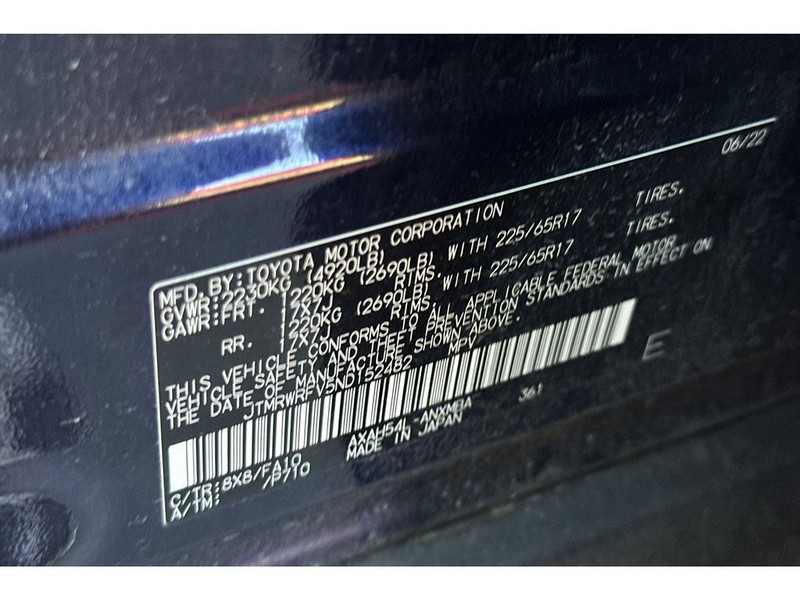 06/22
MFD.BY:TOYOTA MOTOR CORPORATION
GVWR:2230KG (4920LB)
GAWR:FRT. 1220KG (2690LB) WITH 225/65R17 TIRES.
17X7J RIMS.
RR. 1220KG (2690LB) WITH 225/65R17 TIRES.
17X7J RIMS.
THIS VEHICLE CONFORMS TO ALL APPLICABLE FEDERAL MOTOR
VEHICLE SAFETY AND THEFT PREVENTION STANDARDS IN EFFECT ON
THE DATE OF MANUFACTURE SHOWN ABOVE.
JTMRWRFV5ND152482 MPV
E
C/TR:8X8/FA10 AXAH54L-ANXMBA 361
A/TM: /P710 MADE IN JAPAN